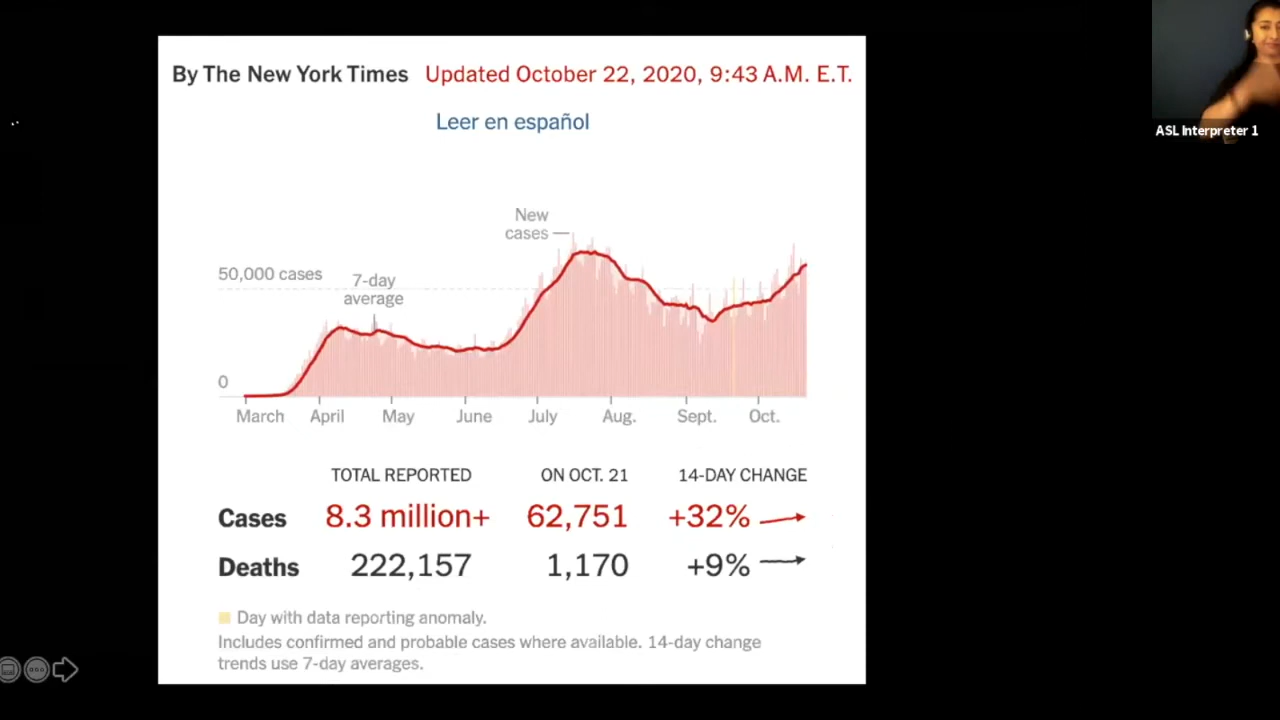 By The New York Times Updated October 22, 2020, 9:43 A.M. E.T.
Leer en español
New
cases
50,000 cases
7-day
average
0
March April May June July Aug. Sept. Oct.
TOTAL REPORTED ON OCT. 21 14-DAY CHANGE
Cases 8.3 million+ 62,751 +32%
Deaths 222,157 1,170 +9%
Day with data reporting anomaly.
Includes confirmed and probable cases where available. 14-day change
trends use 7-day averages.
ASL Interpreter 1